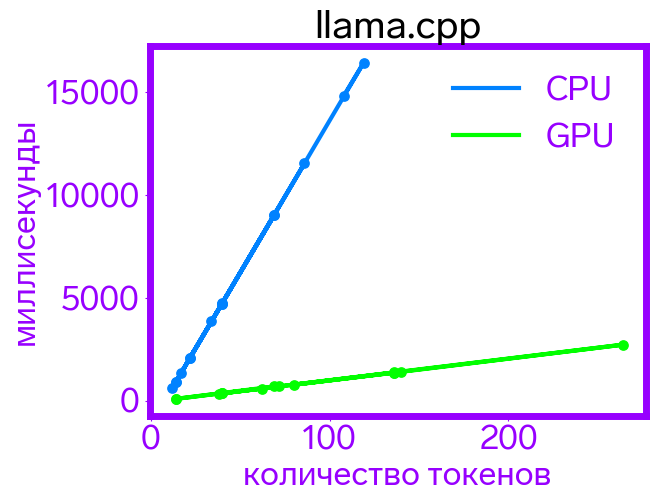 llama.cpp
миллисекунды
15000
10000
5000
0
CPU
GPU
0 100 200
количество токенов